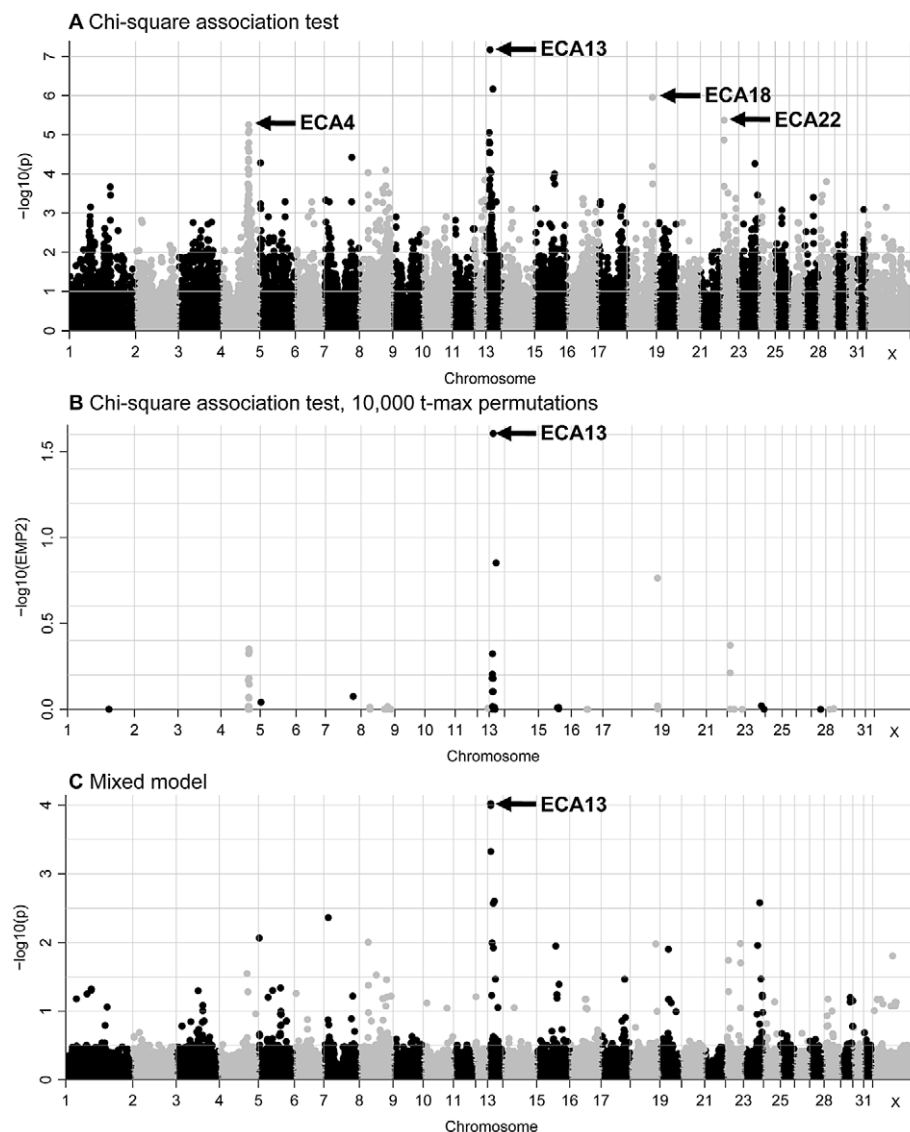 A Chi-square association test
7
6
5
4
3
2
1
0
−log10(p)
ECA13
ECA18
ECA4
ECA22
1 2 3 4 5 6 7 8 9 10 11 13 15 16 17 19 21 23 25 28 31 X
Chromosome
B Chi-square association test, 10,000 t-max permutations
1.5
1.0
0.5
0.0
−log10(EMP2)
ECA13
1 2 3 4 5 6 7 8 9 10 11 13 15 16 17 19 21 23 25 28 31 X
Chromosome
C Mixed model
4
3
2
1
0
−log10(p)
ECA13
1 2 3 4 5 6 7 8 9 10 11 13 15 16 17 19 21 23 25 28 31 X
Chromosome